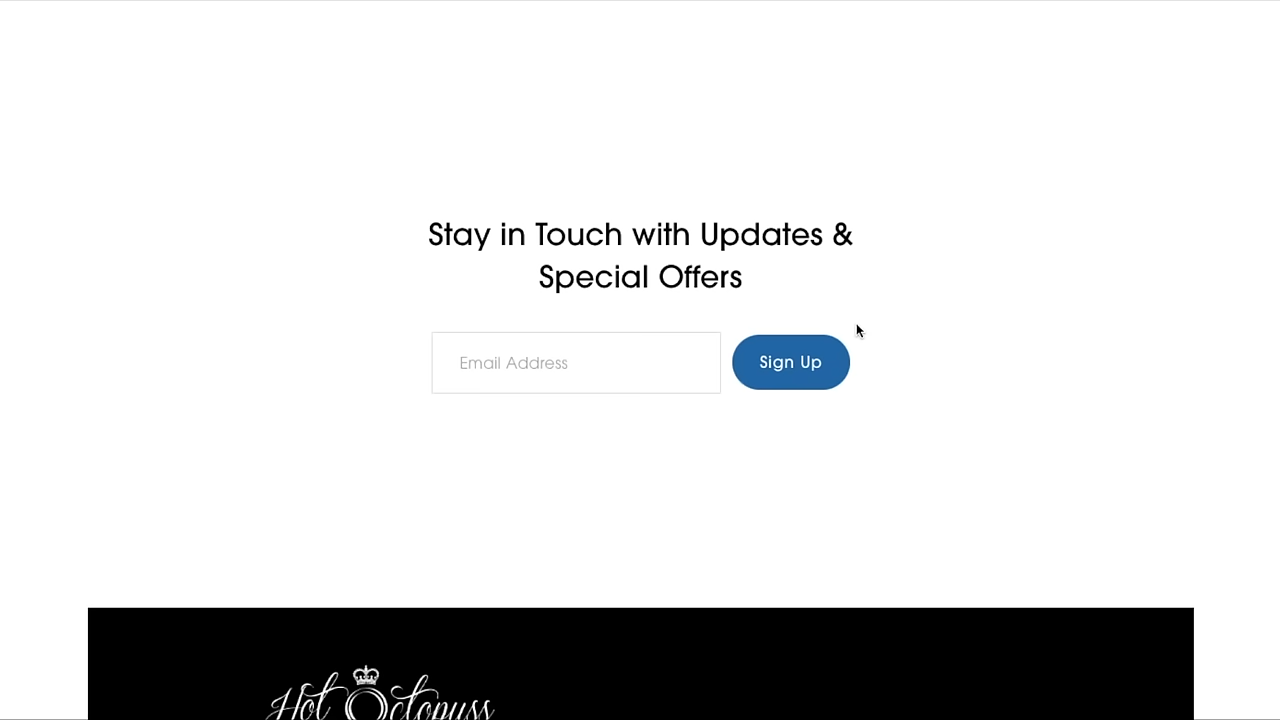 Stay in Touch with Updates &
Special Offers
Email Address
Sign Up
Hot Octopuss